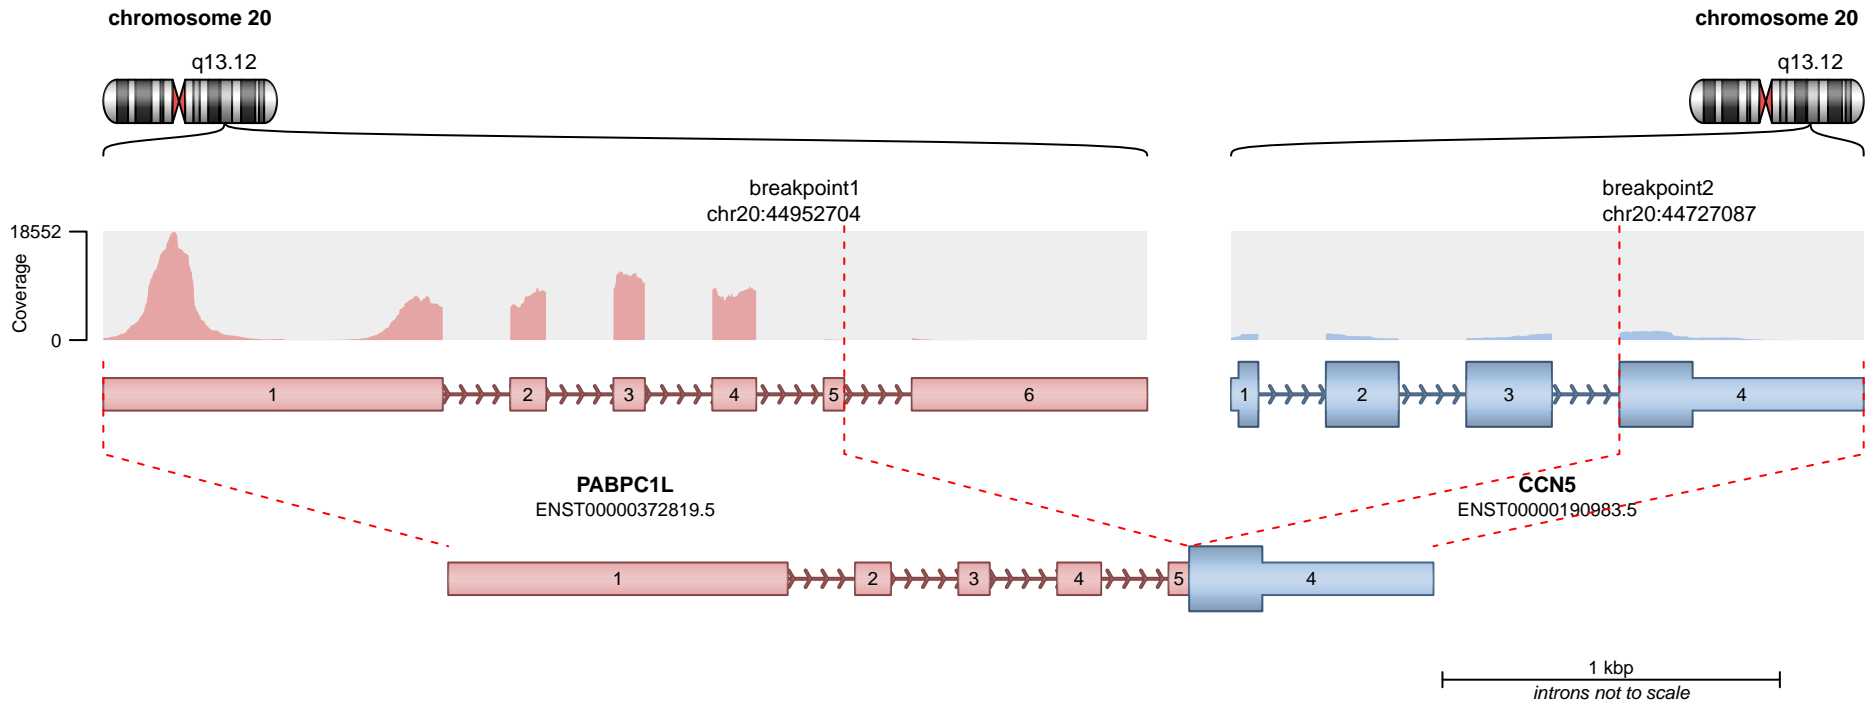 chromosome 20
chromosome 20
q13.12
q13.12
breakpoint1
chr20:44952704
breakpoint2
chr20:44727087
18552
Coverage
0
1 2 3 4 5 6
1 2 3 4
PABPC1L
ENST00000372819.5
CCN5
ENST00000190983.5
1 2 3 4 5 4
1 kbp
introns not to scale